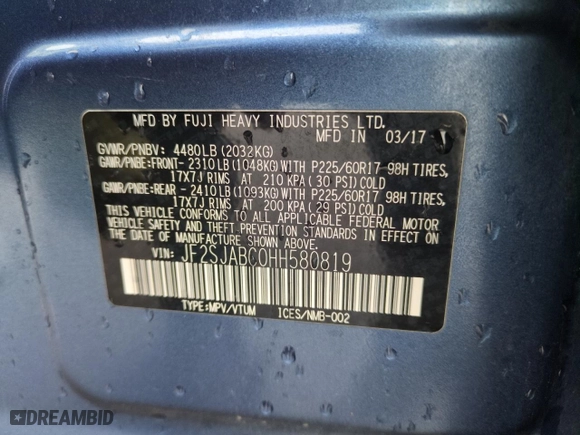 MFD BY FUJI HEAVY INDUSTRIES LTD.
MFD IN 03/17
GVWR/PNBV: 4480LB (2032KG)
GAWR/PNBE:FRONT- 2310LB (1048KG) WITH P225/60R17 98H TIRES,
17X7J RIMS AT 210 KPA (30 PSI) COLD
GAWR/PNBE:REAR - 2410LB (1093KG) WITH P225/60R17 98H TIRES,
17X7J RIMS AT 200 KPA (29 PSI) COLD
THIS VEHICLE CONFORMS TO ALL APPLICABLE FEDERAL MOTOR
VEHICLE SAFETY AND THEFT PREVENTION STANDARDS IN EFFECT ON
THE DATE OF MANUFACTURE SHOWN ABOVE.
VIN: JF2SJABC0HH580819
TYPE:MPV/VTUM ICES/NMB-002
DREAMBID